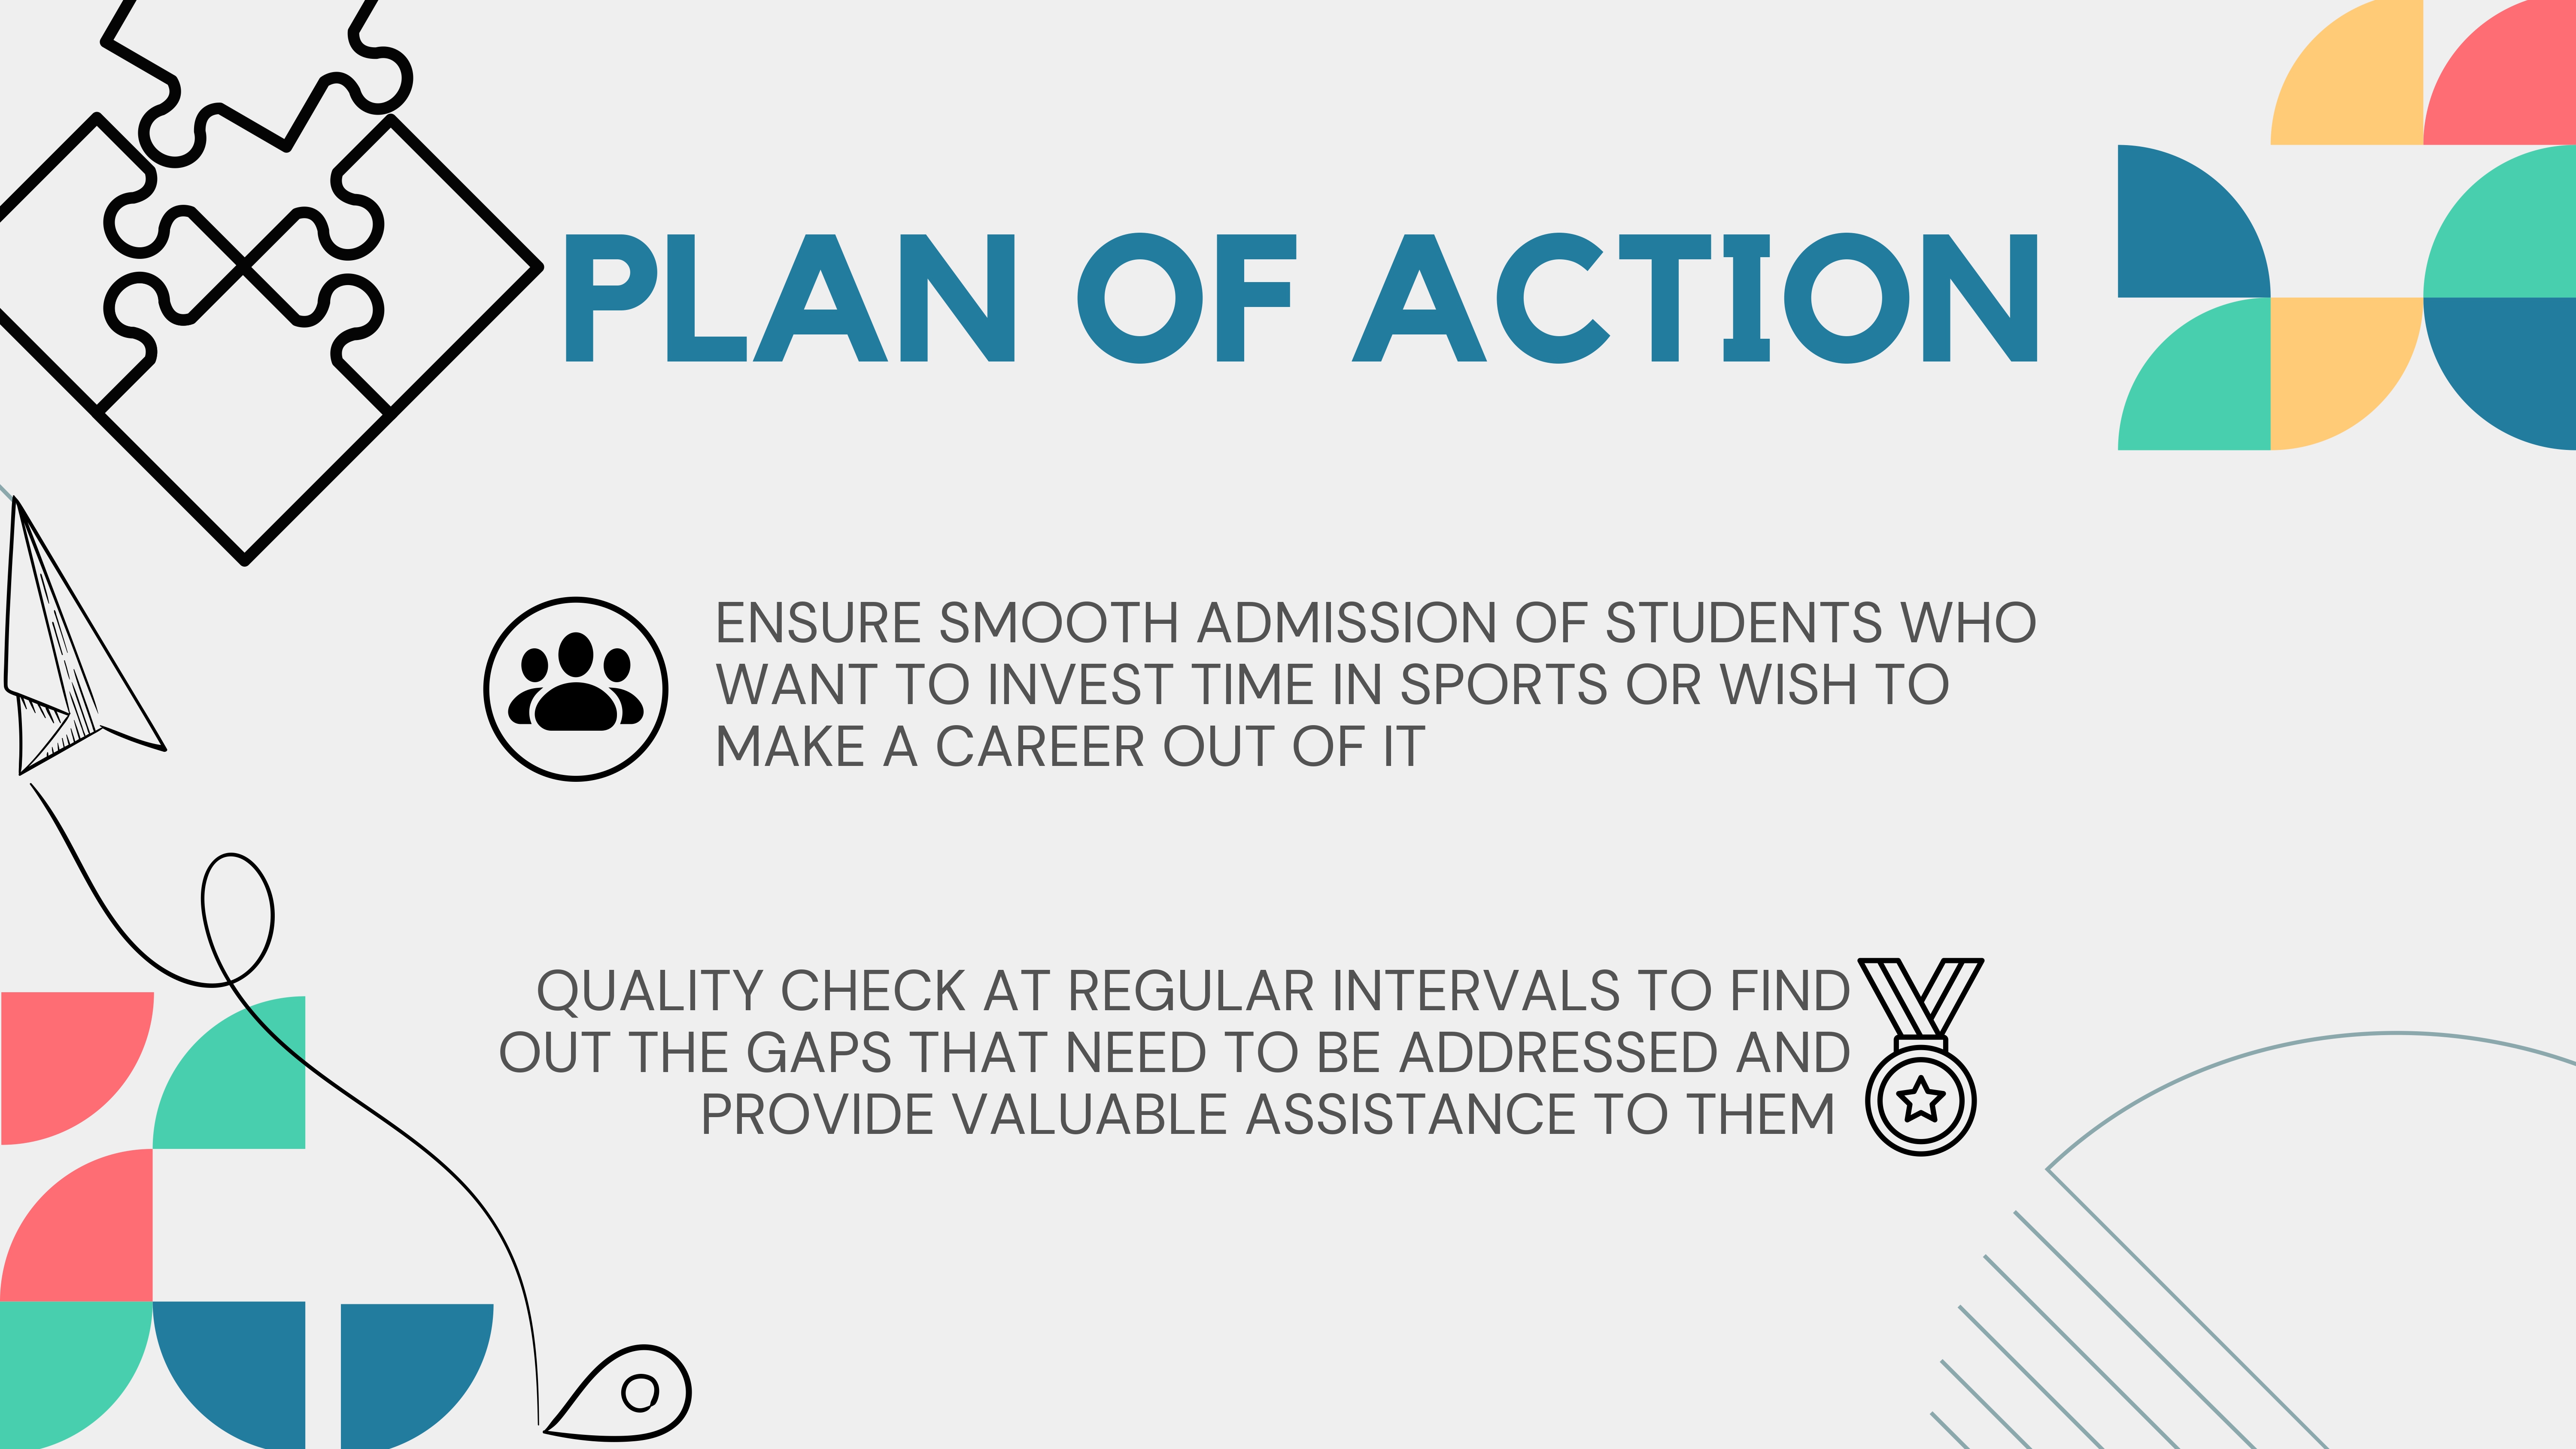 PLAN OF ACTION
ENSURE SMOOTH ADMISSION OF STUDENTS WHO
WANT TO INVEST TIME IN SPORTS OR WISH TO
MAKE A CAREER OUT OF IT
QUALITY CHECK AT REGULAR INTERVALS TO FIND
OUT THE GAPS THAT NEED TO BE ADDRESSED AND
PROVIDE VALUABLE ASSISTANCE TO THEM